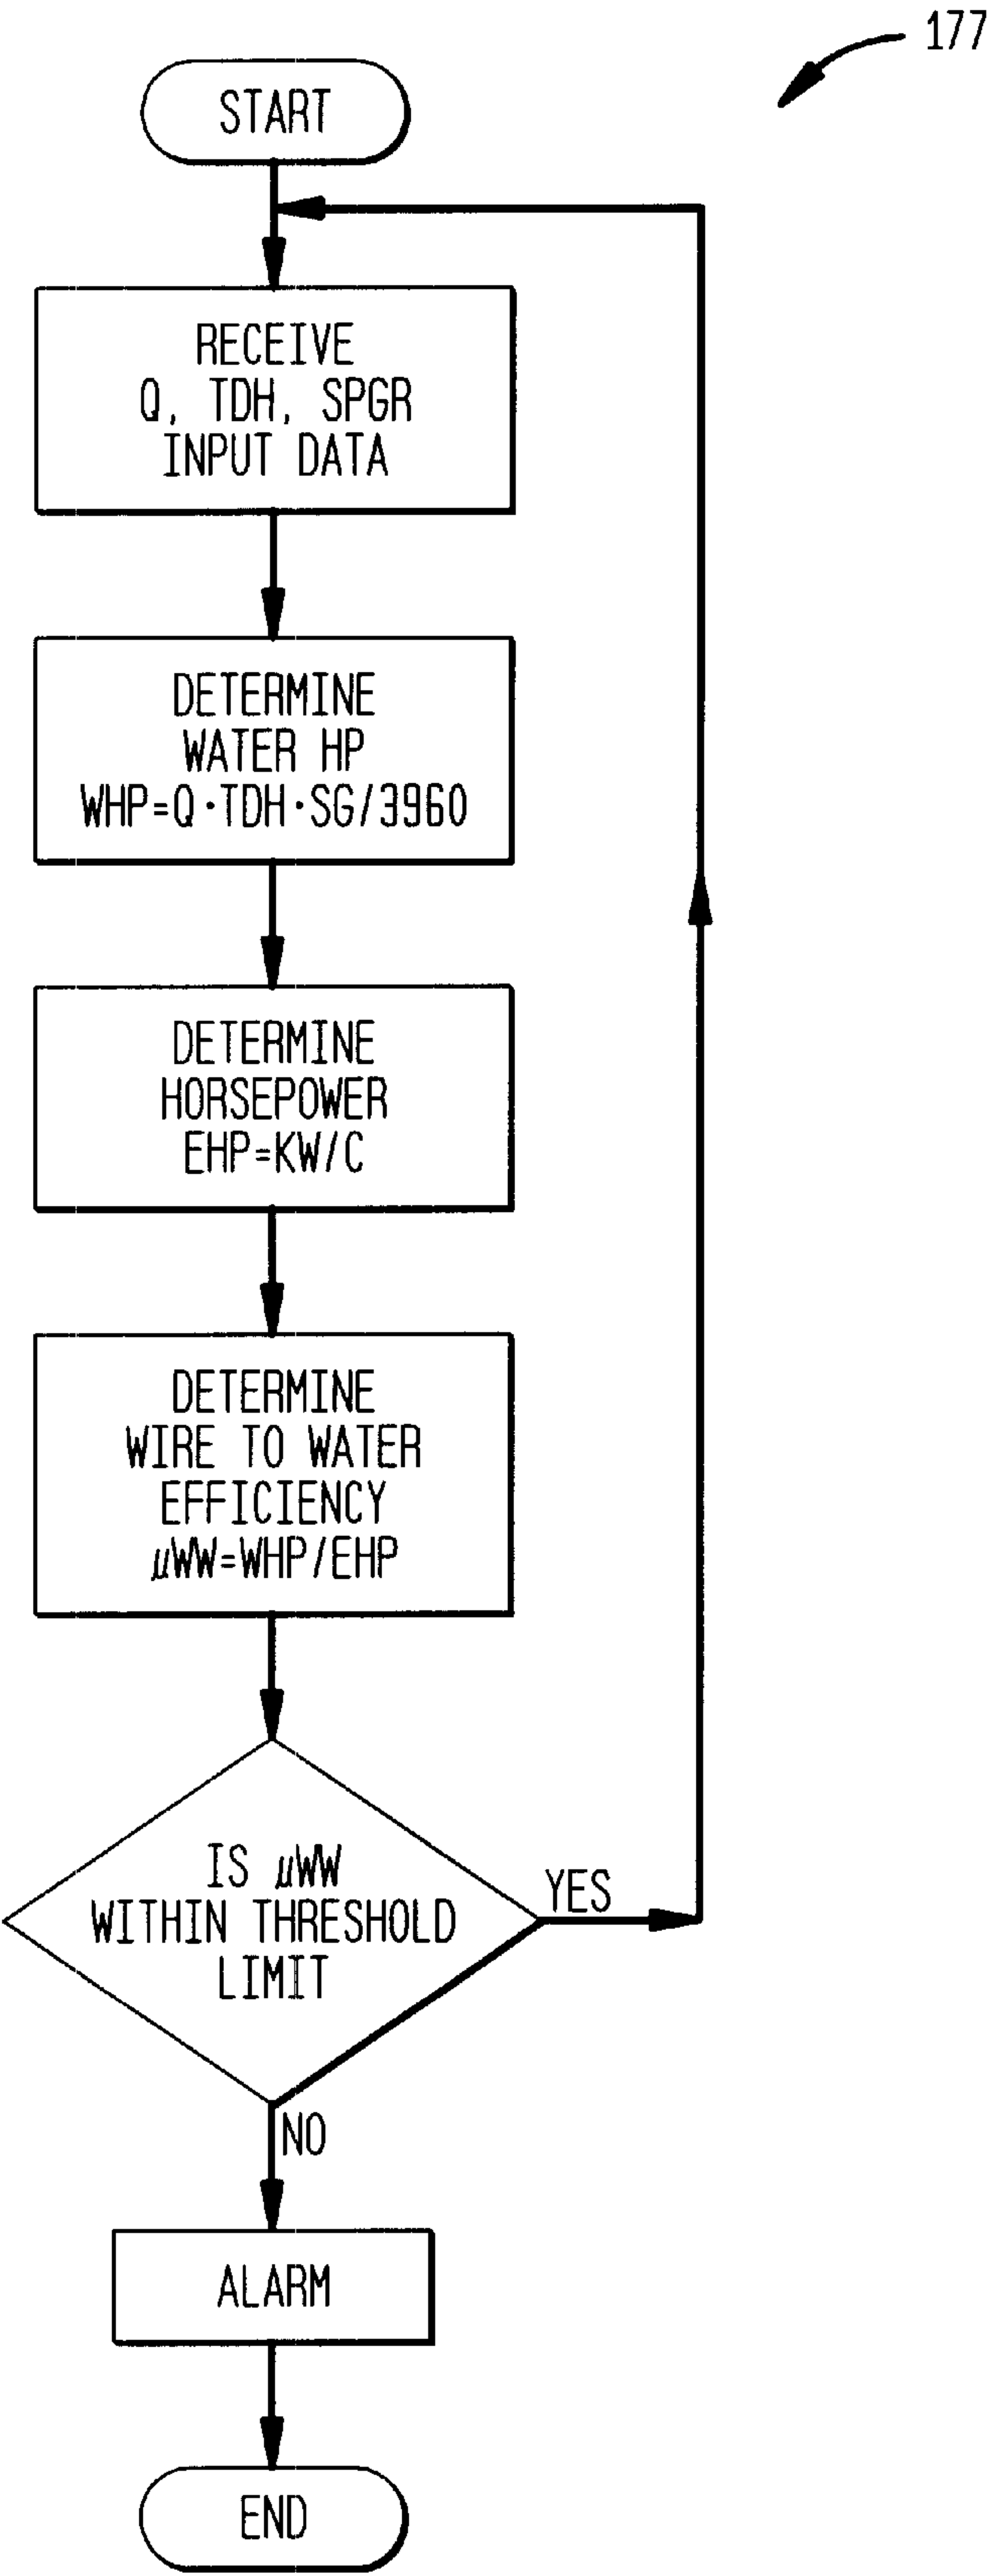 177
START
RECEIVE
Q, TDH, SPGR
INPUT DATA
DETERMINE
WATER HP
WHP=Q·TDH·SG/3960
DETERMINE
HORSEPOWER
EHP=KW/C
DETERMINE
WIRE TO WATER
EFFICIENCY
µWW=WHP/EHP
IS µWW
WITHIN THRESHOLD
LIMIT
YES
NO
ALARM
END